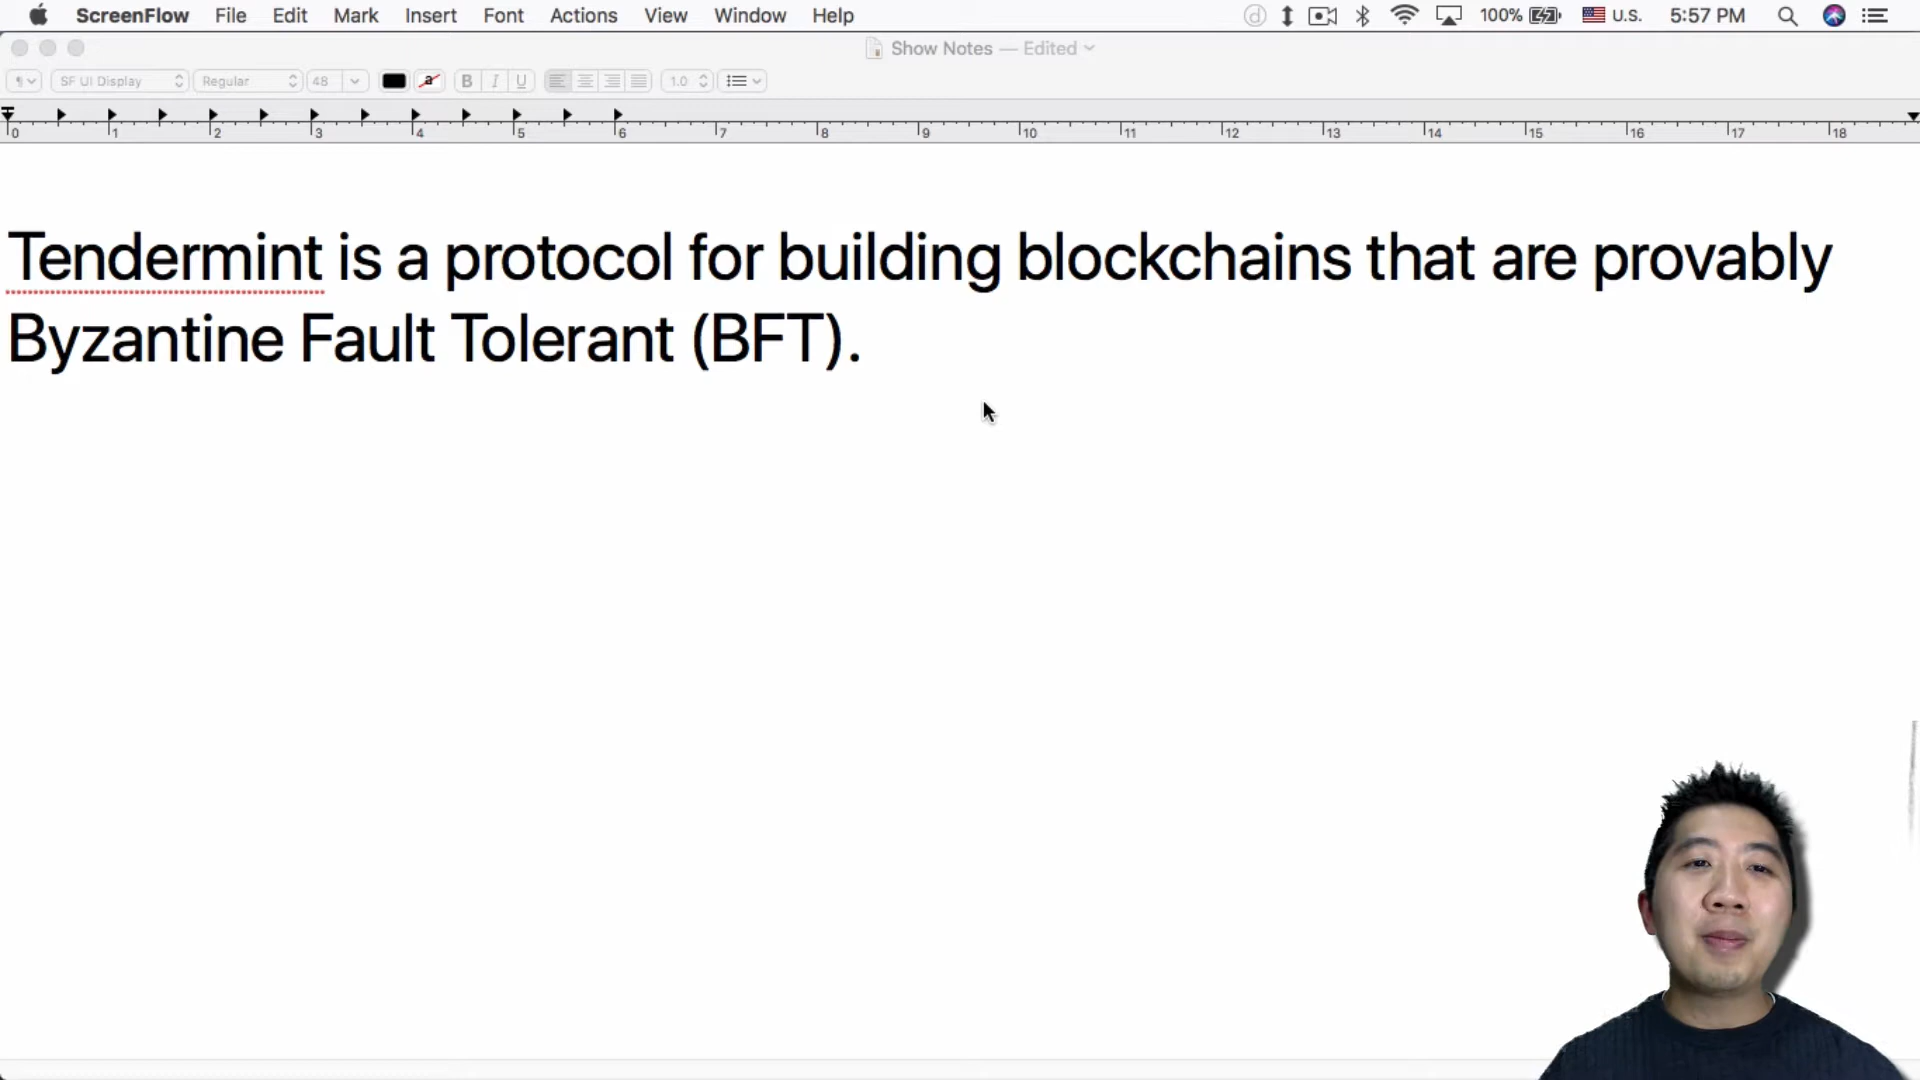 ScreenFlow File Edit Mark Insert Font Actions View Window Help 100% U.S. 5:57 PM
Show Notes — Edited
SF UI Display Regular 48 a B I U 1.0
0 1 2 3 4 5 6 7 8 9 10 11 12 13 14 15 16 17 18
Tendermint is a protocol for building blockchains that are provably
Byzantine Fault Tolerant (BFT).